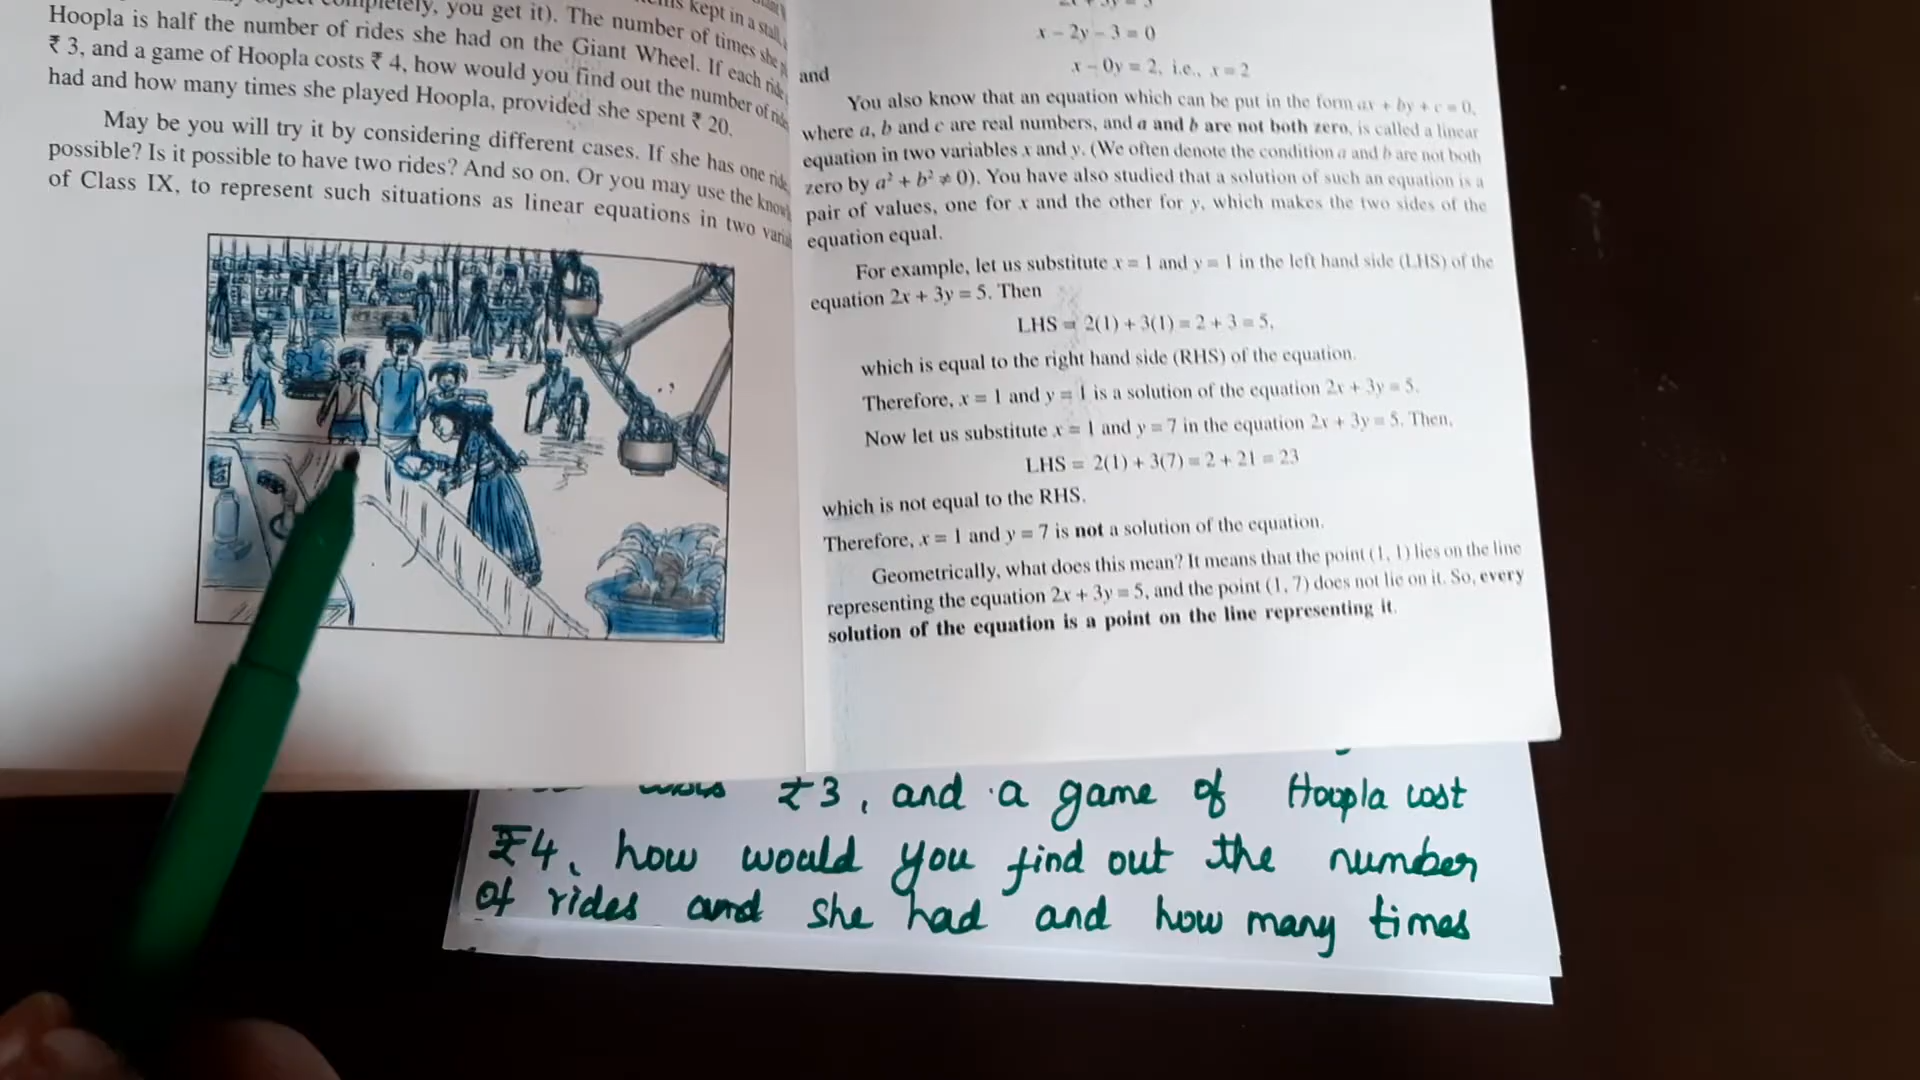 completely, you get it). The number of times she
Hoopla is half the number of rides she had on the Giant Wheel. If each ride
₹ 3, and a game of Hoopla costs ₹ 4, how would you find out the number of
had and how many times she played Hoopla, provided she spent ₹ 20.
May be you will try it by considering different cases. If she has one ride,
possible? Is it possible to have two rides? And so on. Or you may use the
of Class IX, to represent such situations as linear equations in two
kept in a stall,
x − 2y − 3 = 0
and
x − 0y = 2, i.e., x = 2
You also know that an equation which can be put in the form ax + by + c = 0,
where a, b and c are real numbers, and a and b are not both zero, is called a linear
equation in two variables x and y. (We often denote the condition a and b are not both
zero by a² + b² ≠ 0). You have also studied that a solution of such an equation is a
pair of values, one for x and the other for y, which makes the two sides of the
equation equal.
For example, let us substitute x = 1 and y = 1 in the left hand side (LHS) of the
equation 2x + 3y = 5. Then
LHS = 2(1) + 3(1) = 2 + 3 = 5,
which is equal to the right hand side (RHS) of the equation.
Therefore, x = 1 and y = 1 is a solution of the equation 2x + 3y = 5.
Now let us substitute x = 1 and y = 7 in the equation 2x + 3y = 5. Then,
LHS = 2(1) + 3(7) = 2 + 21 = 23
which is not equal to the RHS.
Therefore, x = 1 and y = 7 is not a solution of the equation.
Geometrically, what does this mean? It means that the point (1, 1) lies on the line
representing the equation 2x + 3y = 5, and the point (1, 7) does not lie on it. So, every
solution of the equation is a point on the line representing it.
₹3, and a game of Hoopla cost
₹4, how would you find out the number
of rides and she had and how many times